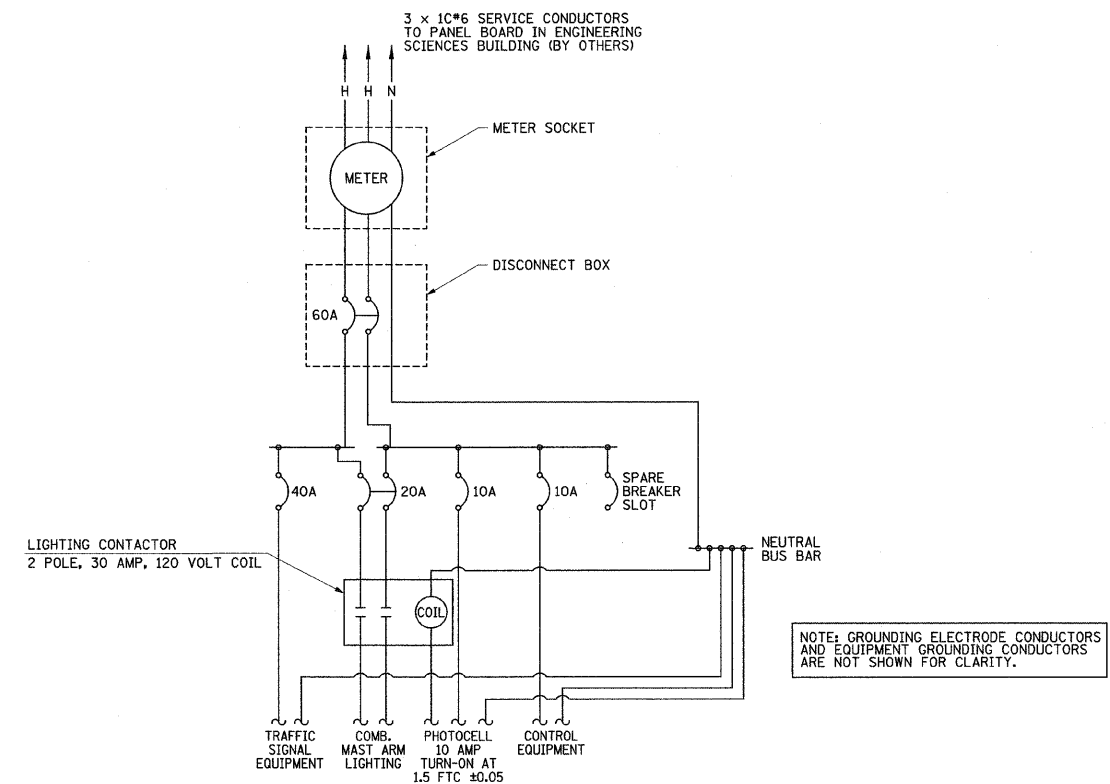 3 x 1C#6 SERVICE CONDUCTORS
TO PANEL BOARD IN ENGINEERING
SCIENCES BUILDING (BY OTHERS)
H H N
METER SOCKET
METER
DISCONNECT BOX
60A
40A
20A
10A
10A
SPARE
BREAKER
SLOT
LIGHTING CONTACTOR
2 POLE, 30 AMP, 120 VOLT COIL
NEUTRAL
BUS BAR
COIL
NOTE: GROUNDING ELECTRODE CONDUCTORS
AND EQUIPMENT GROUNDING CONDUCTORS
ARE NOT SHOWN FOR CLARITY.
TRAFFIC
SIGNAL
EQUIPMENT
COMB.
MAST ARM
LIGHTING
PHOTOCELL
10 AMP
TURN-ON AT
1.5 FTC ±0.05
CONTROL
EQUIPMENT